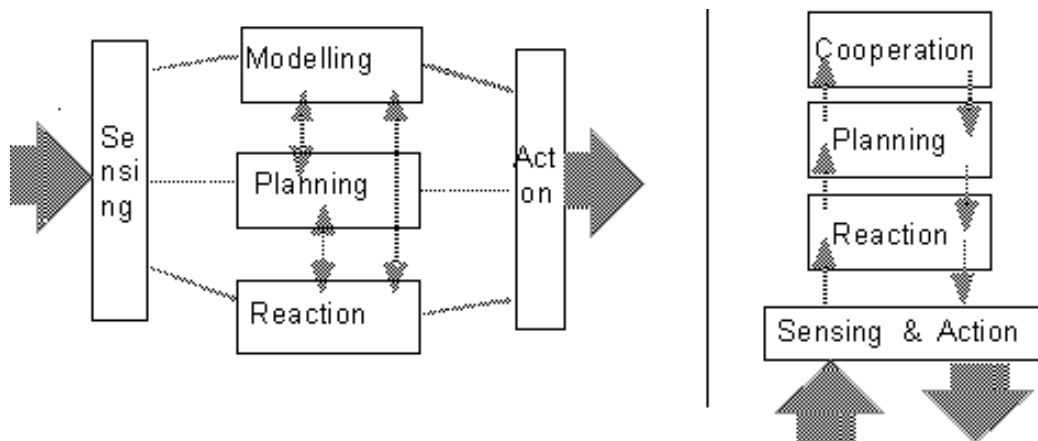 Modelling
Se
nsi
ng
Planning
Act
on
Reaction
Cooperation
Planning
Reaction
Sensing & Action